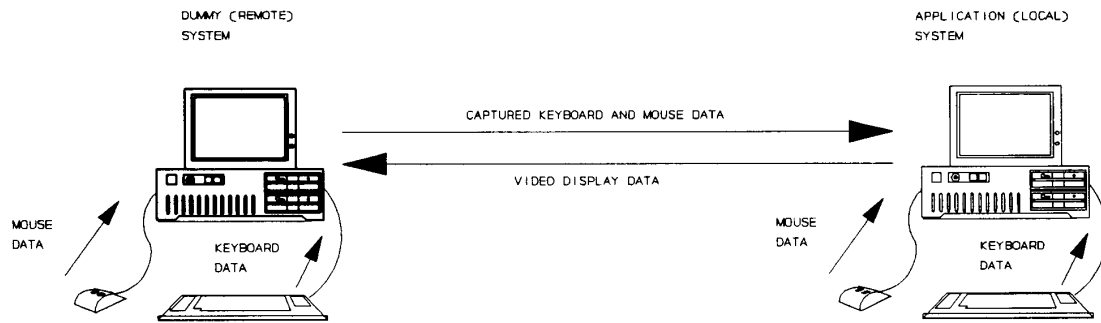 DUMMY (REMOTE)
SYSTEM
APPLICATION (LOCAL)
SYSTEM
CAPTURED KEYBOARD AND MOUSE DATA
VIDEO DISPLAY DATA
MOUSE
DATA
KEYBOARD
DATA
MOUSE
DATA
KEYBOARD
DATA